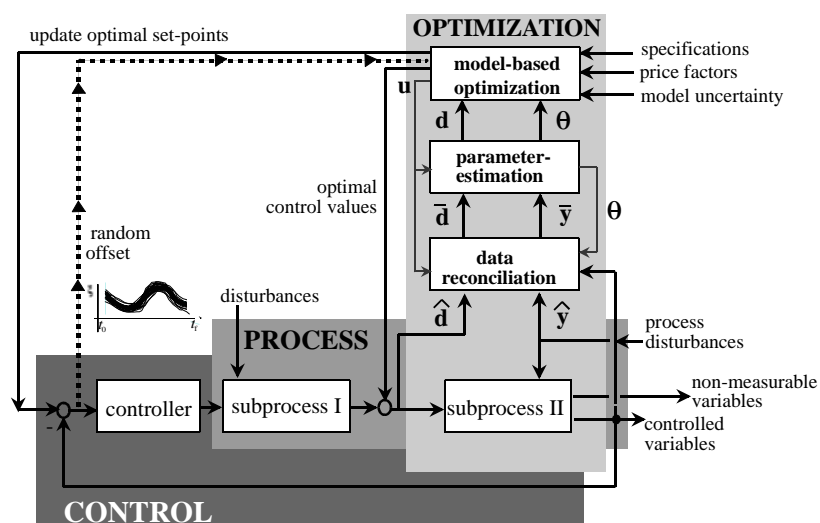 OPTIMIZATION
update optimal set-points
model-based
optimization
specifications
price factors
model uncertainty
u
d
θ
parameter-
estimation
optimal
control values
d̅
y̅
θ
random
offset
data
reconciliation
disturbances
d̂
ŷ
t₀
PROCESS
process
disturbances
non-measurable
variables
controller
subprocess I
subprocess II
controlled
variables
-
CONTROL